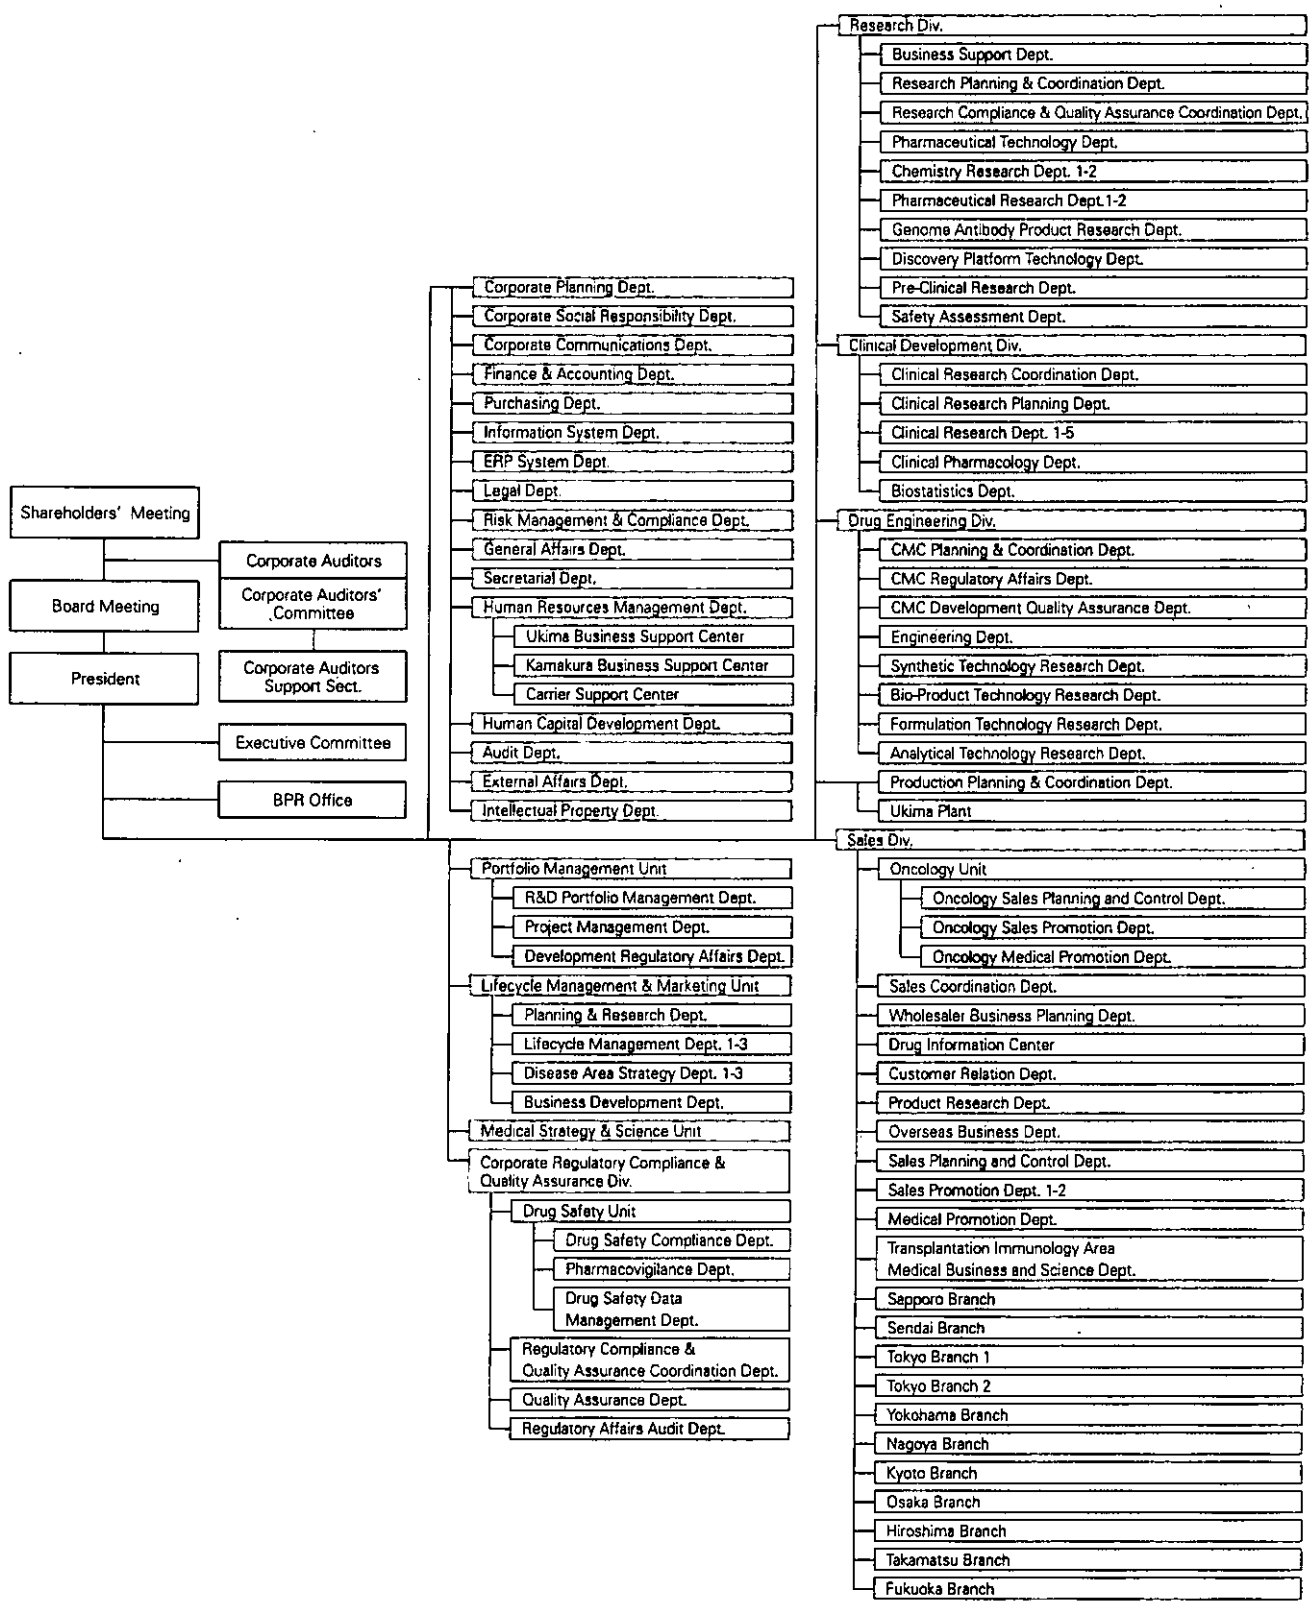 Shareholders' Meeting
Board Meeting
President
Corporate Auditors
Corporate Auditors'
Committee
Corporate Auditors
Support Sect.
Executive Committee
BPR Office
Corporate Planning Dept.
Corporate Social Responsibility Dept.
Corporate Communications Dept.
Finance & Accounting Dept.
Purchasing Dept.
Information System Dept.
ERP System Dept.
Legal Dept.
Risk Management & Compliance Dept.
General Affairs Dept.
Secretarial Dept.
Human Resources Management Dept.
Ukima Business Support Center
Kamakura Business Support Center
Carrier Support Center
Human Capital Development Dept.
Audit Dept.
External Affairs Dept.
Intellectual Property Dept.
Portfolio Management Unit
R&D Portfolio Management Dept.
Project Management Dept.
Development Regulatory Affairs Dept.
Lifecycle Management & Marketing Unit
Planning & Research Dept.
Lifecycle Management Dept. 1-3
Disease Area Strategy Dept. 1-3
Business Development Dept.
Medical Strategy & Science Unit
Corporate Regulatory Compliance &
Quality Assurance Div.
Drug Safety Unit
Drug Safety Compliance Dept.
Pharmacovigilance Dept.
Drug Safety Data
Management Dept.
Regulatory Compliance &
Quality Assurance Coordination Dept.
Quality Assurance Dept.
Regulatory Affairs Audit Dept.
Research Div.
Business Support Dept.
Research Planning & Coordination Dept.
Research Compliance & Quality Assurance Coordination Dept.
Pharmaceutical Technology Dept.
Chemistry Research Dept. 1-2
Pharmaceutical Research Dept.1-2
Genome Antibody Product Research Dept.
Discovery Platform Technology Dept.
Pre-Clinical Research Dept.
Safety Assessment Dept.
Clinical Development Div.
Clinical Research Coordination Dept.
Clinical Research Planning Dept.
Clinical Research Dept. 1-5
Clinical Pharmacology Dept.
Biostatistics Dept.
Drug Engineering Div.
CMC Planning & Coordination Dept.
CMC Regulatory Affairs Dept.
CMC Development Quality Assurance Dept.
Engineering Dept.
Synthetic Technology Research Dept.
Bio-Product Technology Research Dept.
Formulation Technology Research Dept.
Analytical Technology Research Dept.
Production Planning & Coordination Dept.
Ukima Plant
Sales Div.
Oncology Unit
Oncology Sales Planning and Control Dept.
Oncology Sales Promotion Dept.
Oncology Medical Promotion Dept.
Sales Coordination Dept.
Wholesaler Business Planning Dept.
Drug Information Center
Customer Relation Dept.
Product Research Dept.
Overseas Business Dept.
Sales Planning and Control Dept.
Sales Promotion Dept. 1-2
Medical Promotion Dept.
Transplantation Immunology Area
Medical Business and Science Dept.
Sapporo Branch
Sendai Branch
Tokyo Branch 1
Tokyo Branch 2
Yokohama Branch
Nagoya Branch
Kyoto Branch
Osaka Branch
Hiroshima Branch
Takamatsu Branch
Fukuoka Branch